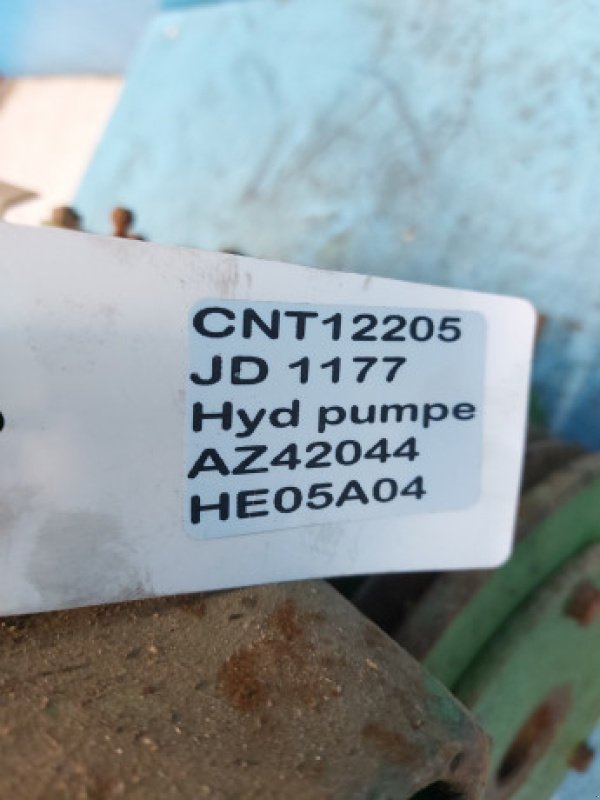 CNT12205
JD 1177
Hyd pumpe
AZ42044
HE05A04